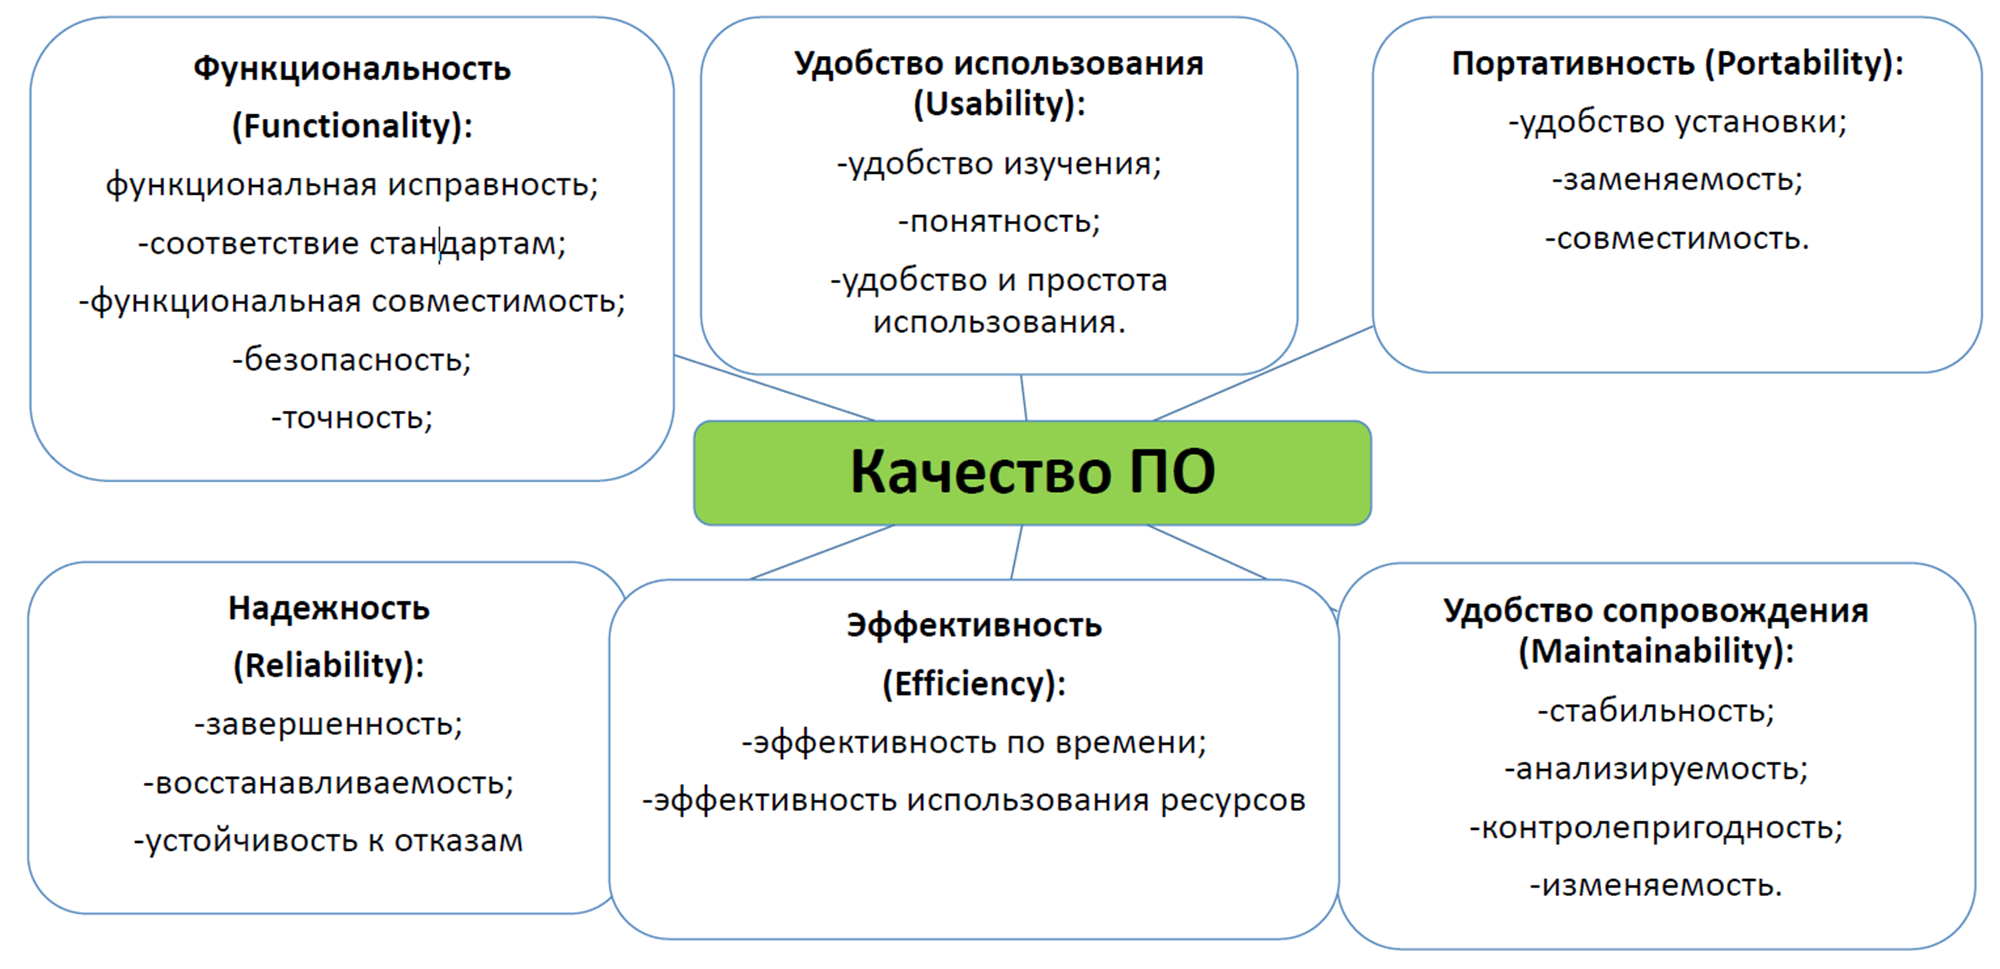 Функциональность
(Functionality):
функциональная исправность;
-соответствие стандартам;
-функциональная совместимость;
-безопасность;
-точность;
Удобство использования
(Usability):
-удобство изучения;
-понятность;
-удобство и простота
использования.
Портативность (Portability):
-удобство установки;
-заменяемость;
-совместимость.
Качество ПО
Надежность
(Reliability):
-завершенность;
-восстанавливаемость;
-устойчивость к отказам
Эффективность
(Efficiency):
-эффективность по времени;
-эффективность использования ресурсов
Удобство сопровождения
(Maintainability):
-стабильность;
-анализируемость;
-контролепригодность;
-изменяемость.